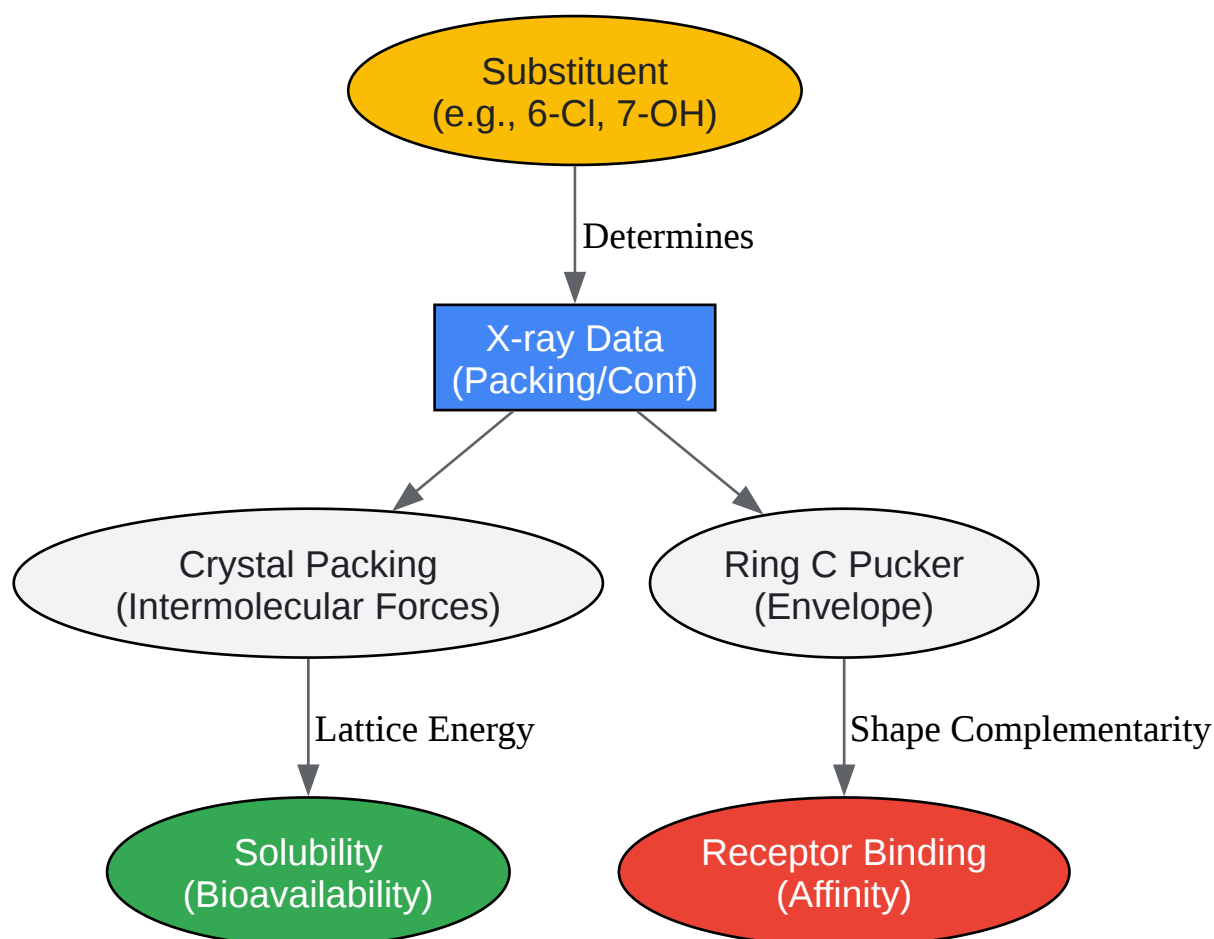 Substituent
(e.g., 6-Cl, 7-OH)
Determines
X-ray Data
(Packing/Conf)
Crystal Packing
(Intermolecular Forces)
Ring C Pucker
(Envelope)
Lattice Energy
Shape Complementarity
Solubility
(Bioavailability)
Receptor Binding
(Affinity)